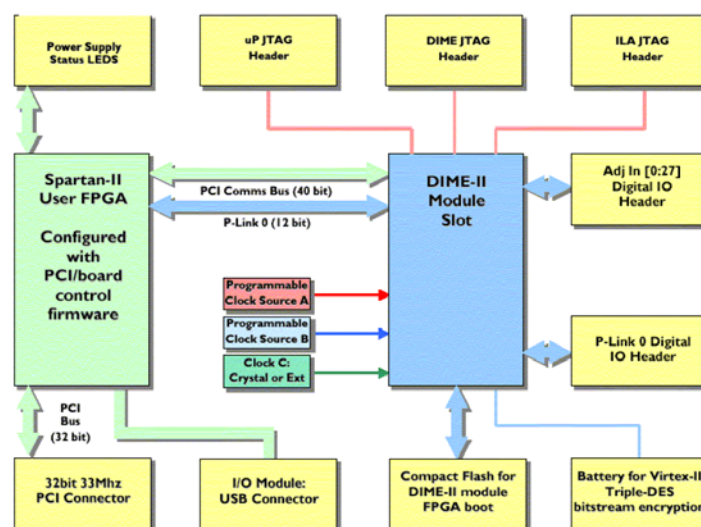 Power Supply
Status LEDS
uP JTAG
Header
DIME JTAG
Header
ILA JTAG
Header
Spartan-II
User FPGA
Configured
with
PCI/board
control
firmware
PCI Comms Bus (40 bit)
P-Link 0 (12 bit)
DIME-II
Module
Slot
Adj In [0:27]
Digital IO
Header
Programmable
Clock Source A
Programmable
Clock Source B
Clock C:
Crystal or Ext
P-Link 0 Digital
IO Header
PCI
Bus
(32 bit)
32bit 33Mhz
PCI Connector
I/O Module:
USB Connector
Compact Flash for
DIME-II module
FPGA boot
Battery for Virtex-II
Triple-DES
bitstream encryption